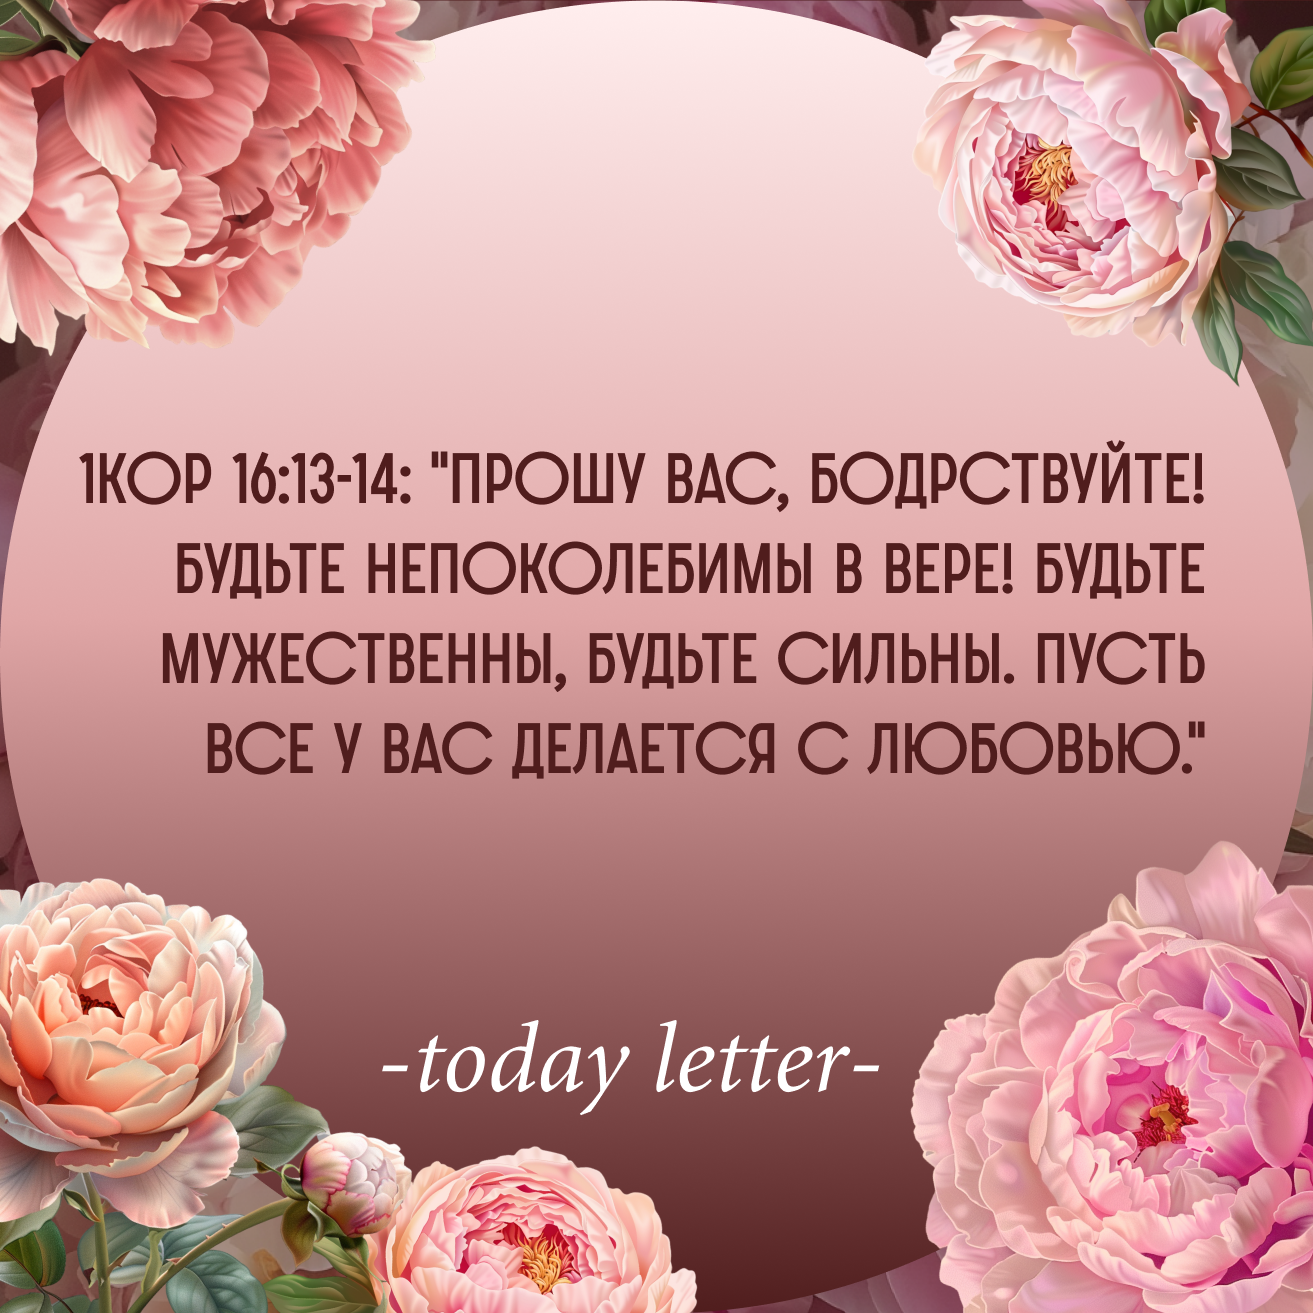 1КОР 16:13-14: "ПРОШУ ВАС, БОДРСТВУЙТЕ!
БУДЬТЕ НЕПОКОЛЕБИМЫ В ВЕРЕ! БУДЬТЕ
МУЖЕСТВЕННЫ, БУДЬТЕ СИЛЬНЫ. ПУСТЬ
ВСЕ У ВАС ДЕЛАЕТСЯ С ЛЮБОВЬЮ."
-today letter-